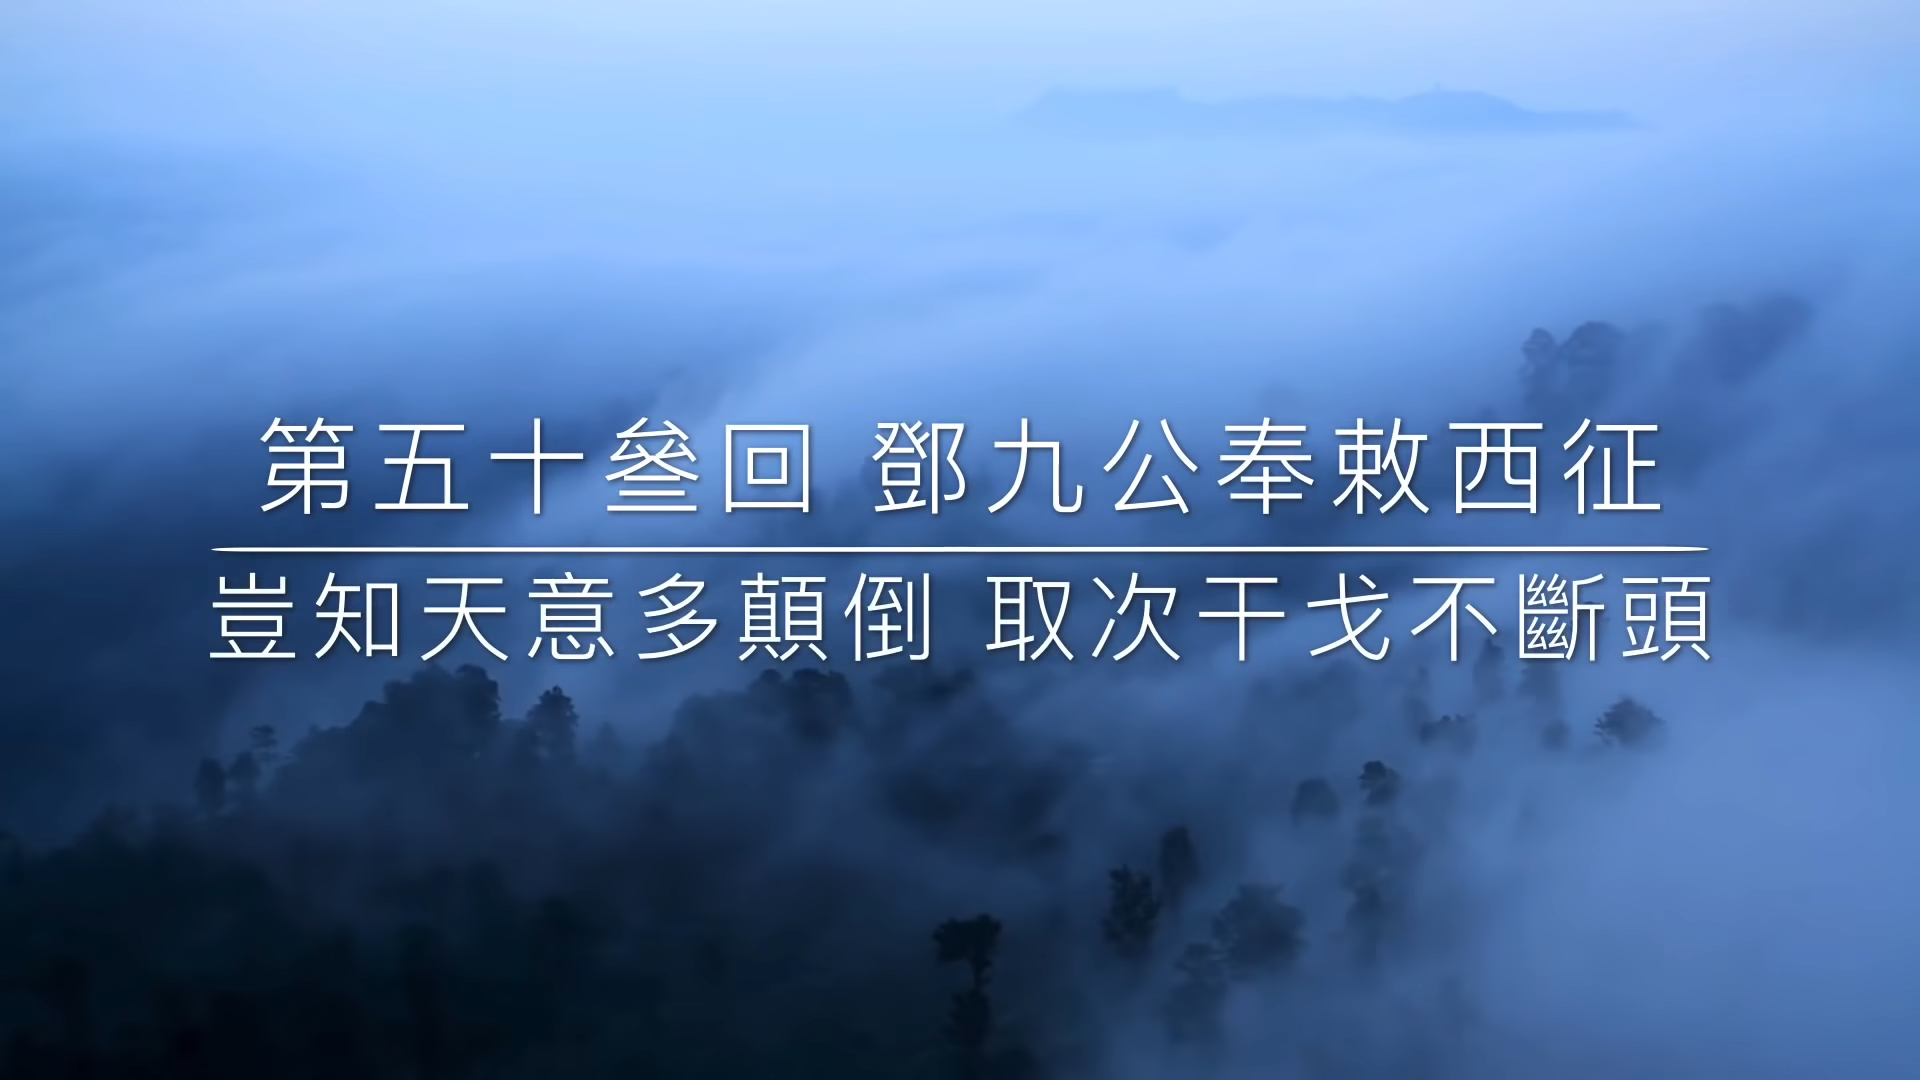 第五十叄回 鄧九公奉敕西征
豈知天意多顛倒 取次干戈不斷頭